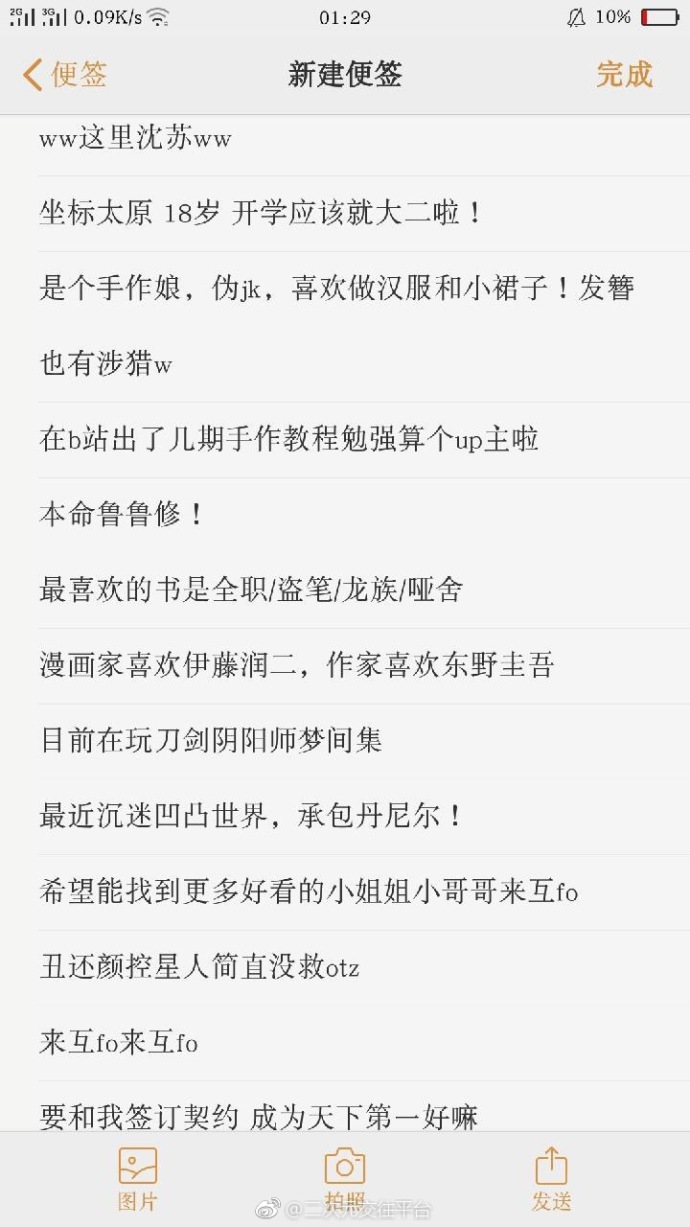 2G 3G 0.09K/s 01:29 10%
便签 新建便签 完成
ww这里沈苏ww
坐标太原 18岁 开学应该就大二啦！
是个手作娘，伪jk，喜欢做汉服和小裙子！发簪
也有涉猎w
在b站出了几期手作教程勉强算个up主啦
本命鲁鲁修！
最喜欢的书是全职/盗笔/龙族/哑舍
漫画家喜欢伊藤润二，作家喜欢东野圭吾
目前在玩刀剑阴阳师梦间集
最近沉迷凹凸世界，承包丹尼尔！
希望能找到更多好看的小姐姐小哥哥来互fo
丑还颜控星人简直没救otz
来互fo来互fo
要和我签订契约 成为天下第一好嘛
图片 拍照 发送
@二次元交往平台